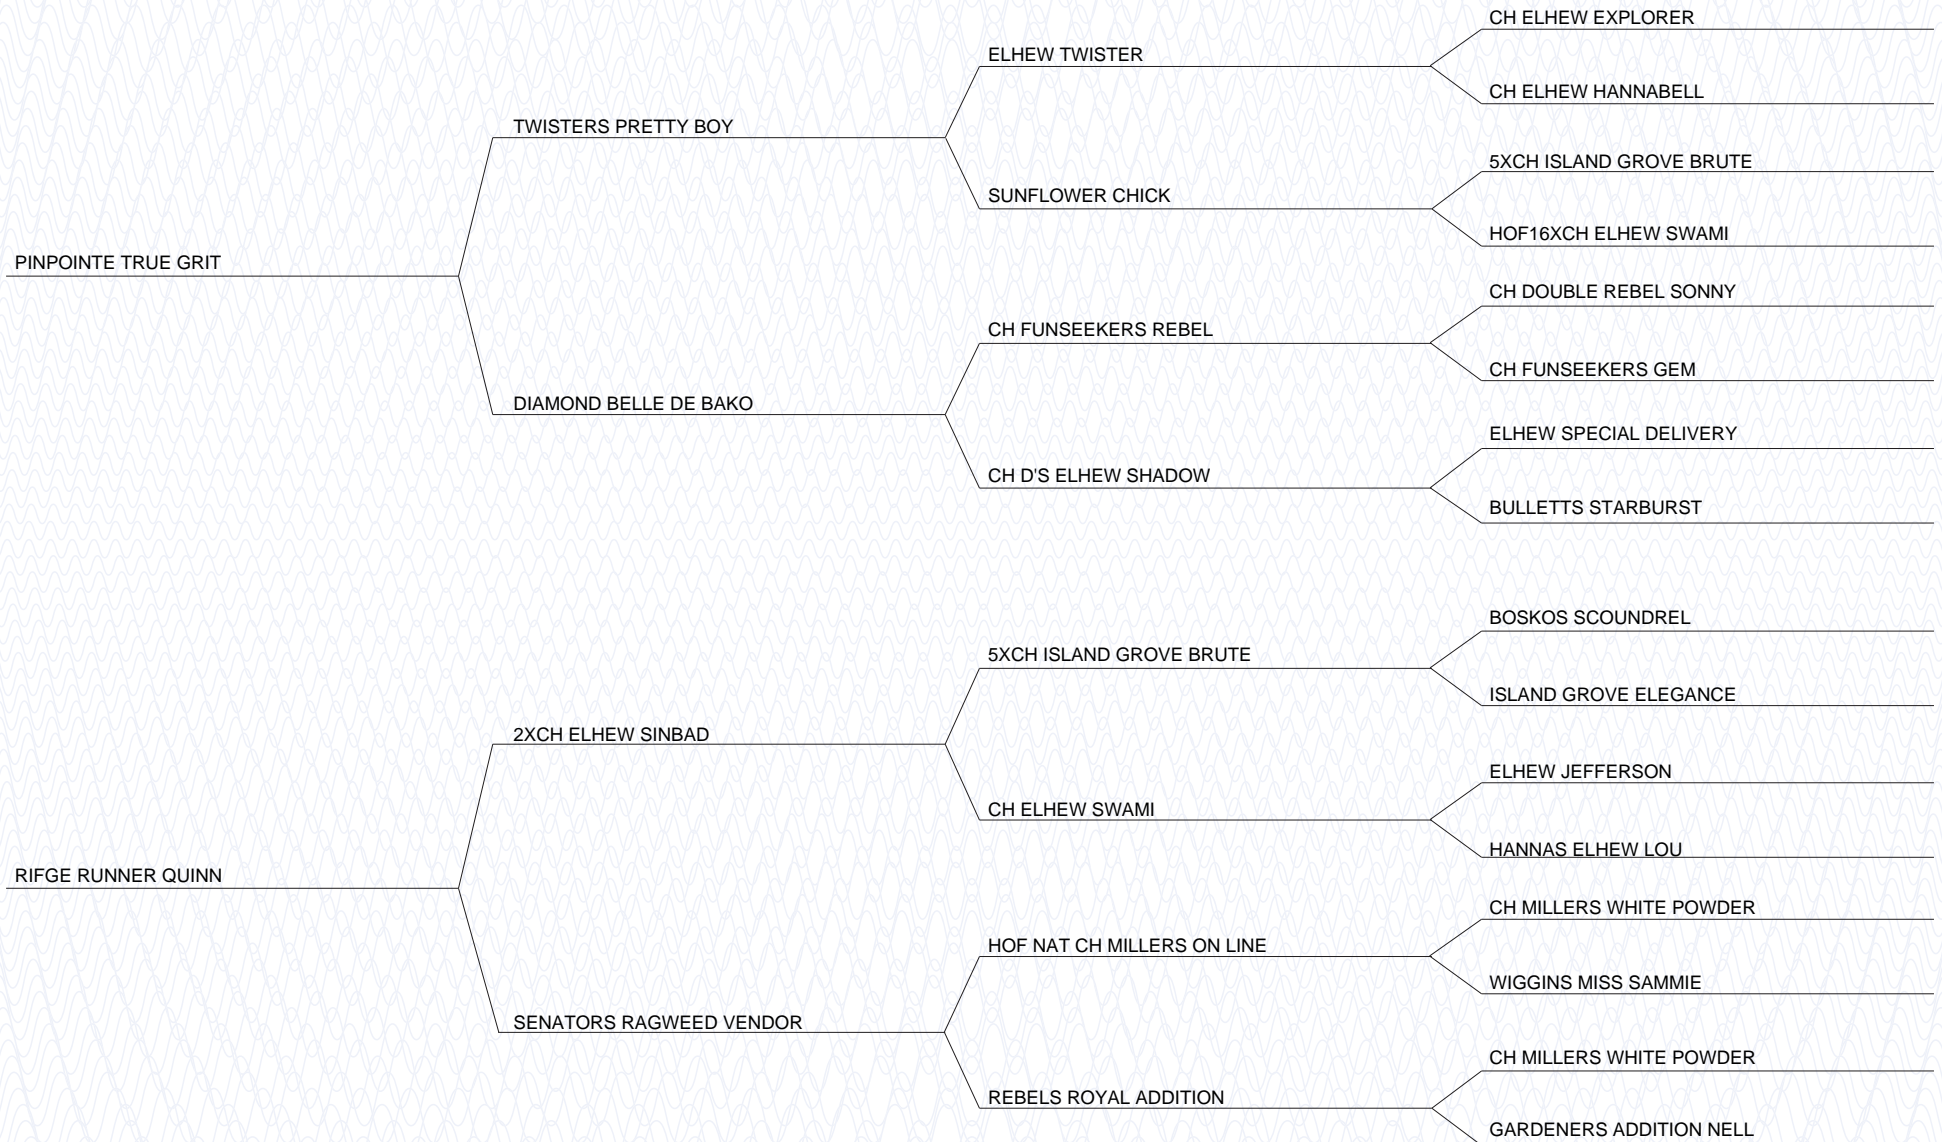 CH ELHEW EXPLORER
ELHEW TWISTER
CH ELHEW HANNABELL
TWISTERS PRETTY BOY
5XCH ISLAND GROVE BRUTE
SUNFLOWER CHICK
HOF16XCH ELHEW SWAMI
PINPOINTE TRUE GRIT
CH DOUBLE REBEL SONNY
CH FUNSEEKERS REBEL
CH FUNSEEKERS GEM
DIAMOND BELLE DE BAKO
ELHEW SPECIAL DELIVERY
CH D'S ELHEW SHADOW
BULLETTS STARBURST
BOSKOS SCOUNDREL
5XCH ISLAND GROVE BRUTE
ISLAND GROVE ELEGANCE
2XCH ELHEW SINBAD
ELHEW JEFFERSON
CH ELHEW SWAMI
HANNAS ELHEW LOU
RIFGE RUNNER QUINN
CH MILLERS WHITE POWDER
HOF NAT CH MILLERS ON LINE
WIGGINS MISS SAMMIE
SENATORS RAGWEED VENDOR
CH MILLERS WHITE POWDER
REBELS ROYAL ADDITION
GARDENERS ADDITION NELL